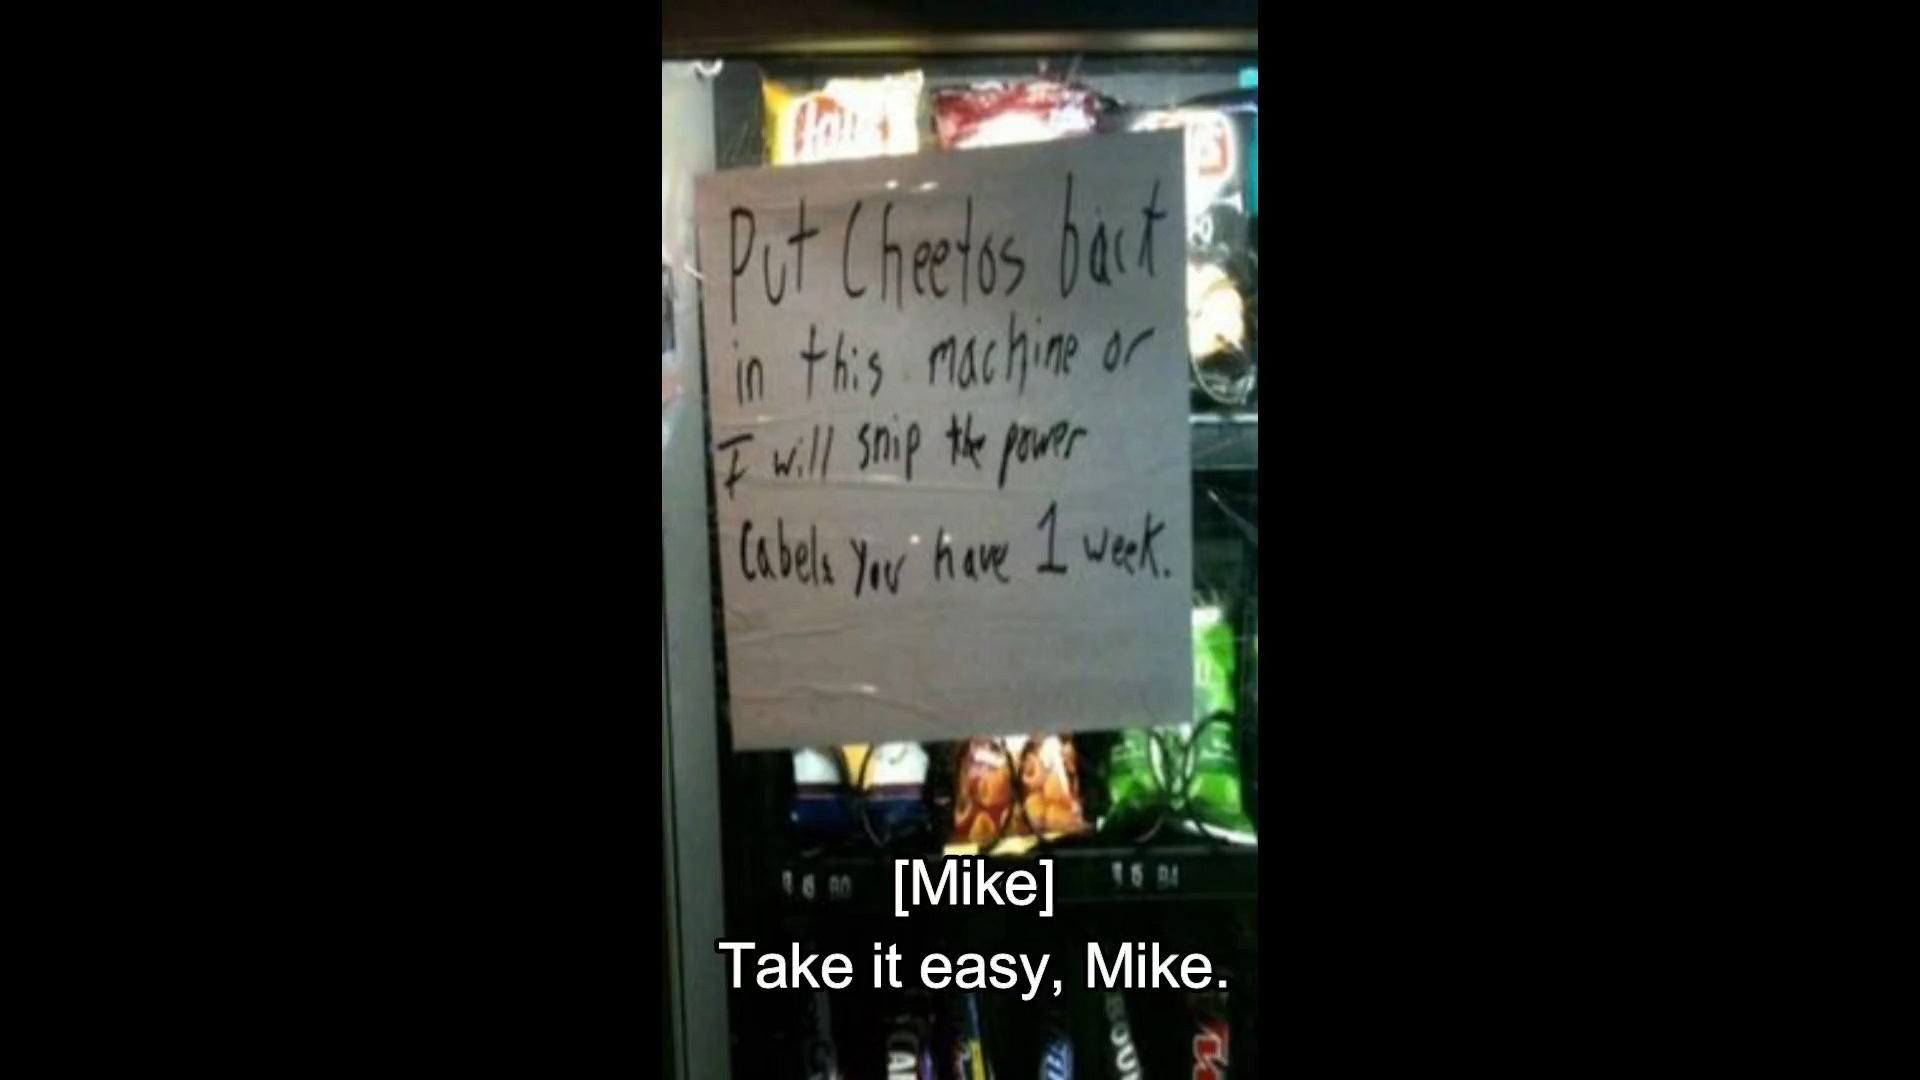 Lay's
Put Cheetos back
in this machine or
I will snip the power
Cabels You have 1 week.
[Mike]
Take it easy, Mike.